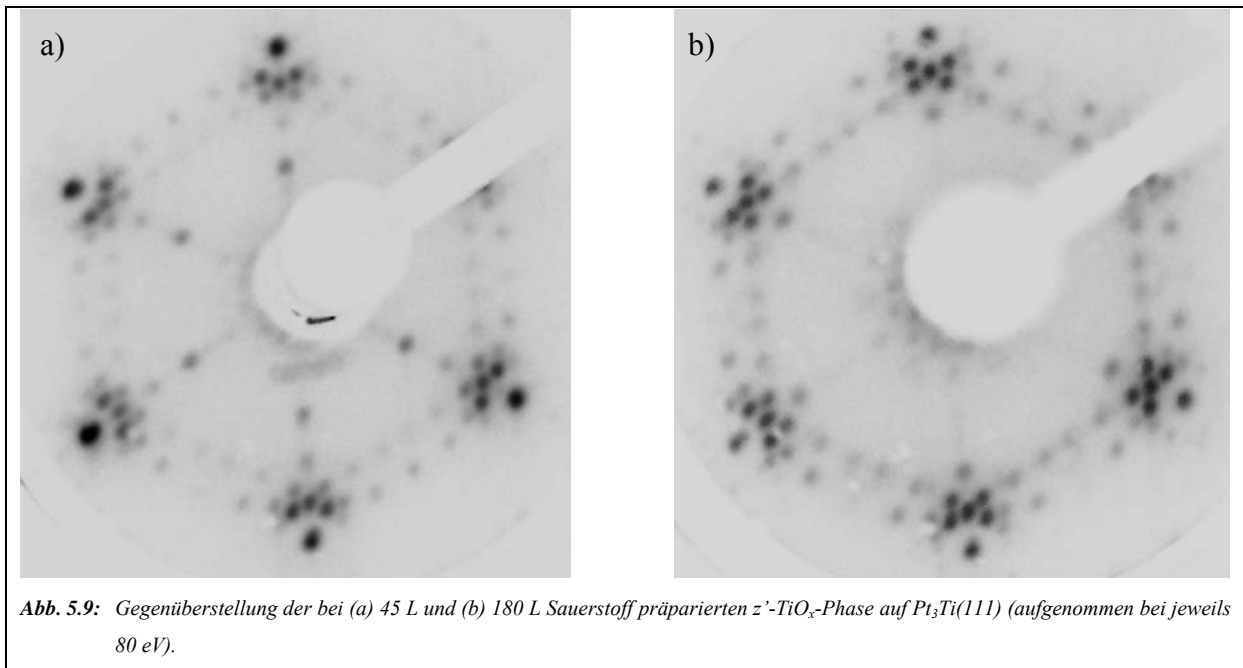 a)
b)
Abb. 5.9: Gegenüberstellung der bei (a) 45 L und (b) 180 L Sauerstoff präparierten z’-TiOₓ-Phase auf Pt₃Ti(111) (aufgenommen bei jeweils
80 eV).